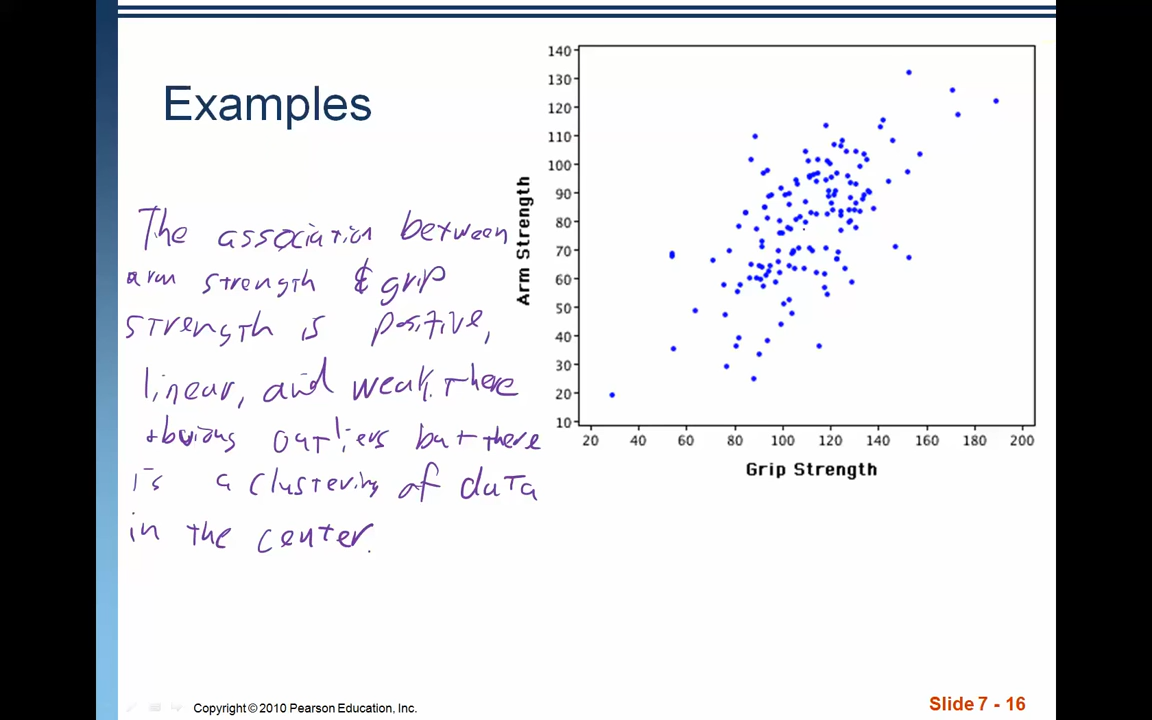 Examples
The association between
arm strength & grip
strength is positive,
linear, and weak. There
obvious outliers but there
is a clustering of data
in the center.
140
130
120
110
100
90
80
70
60
50
40
30
20
10
Arm Strength
20 40 60 80 100 120 140 160 180 200
Grip Strength
Copyright © 2010 Pearson Education, Inc.
Slide 7 - 16